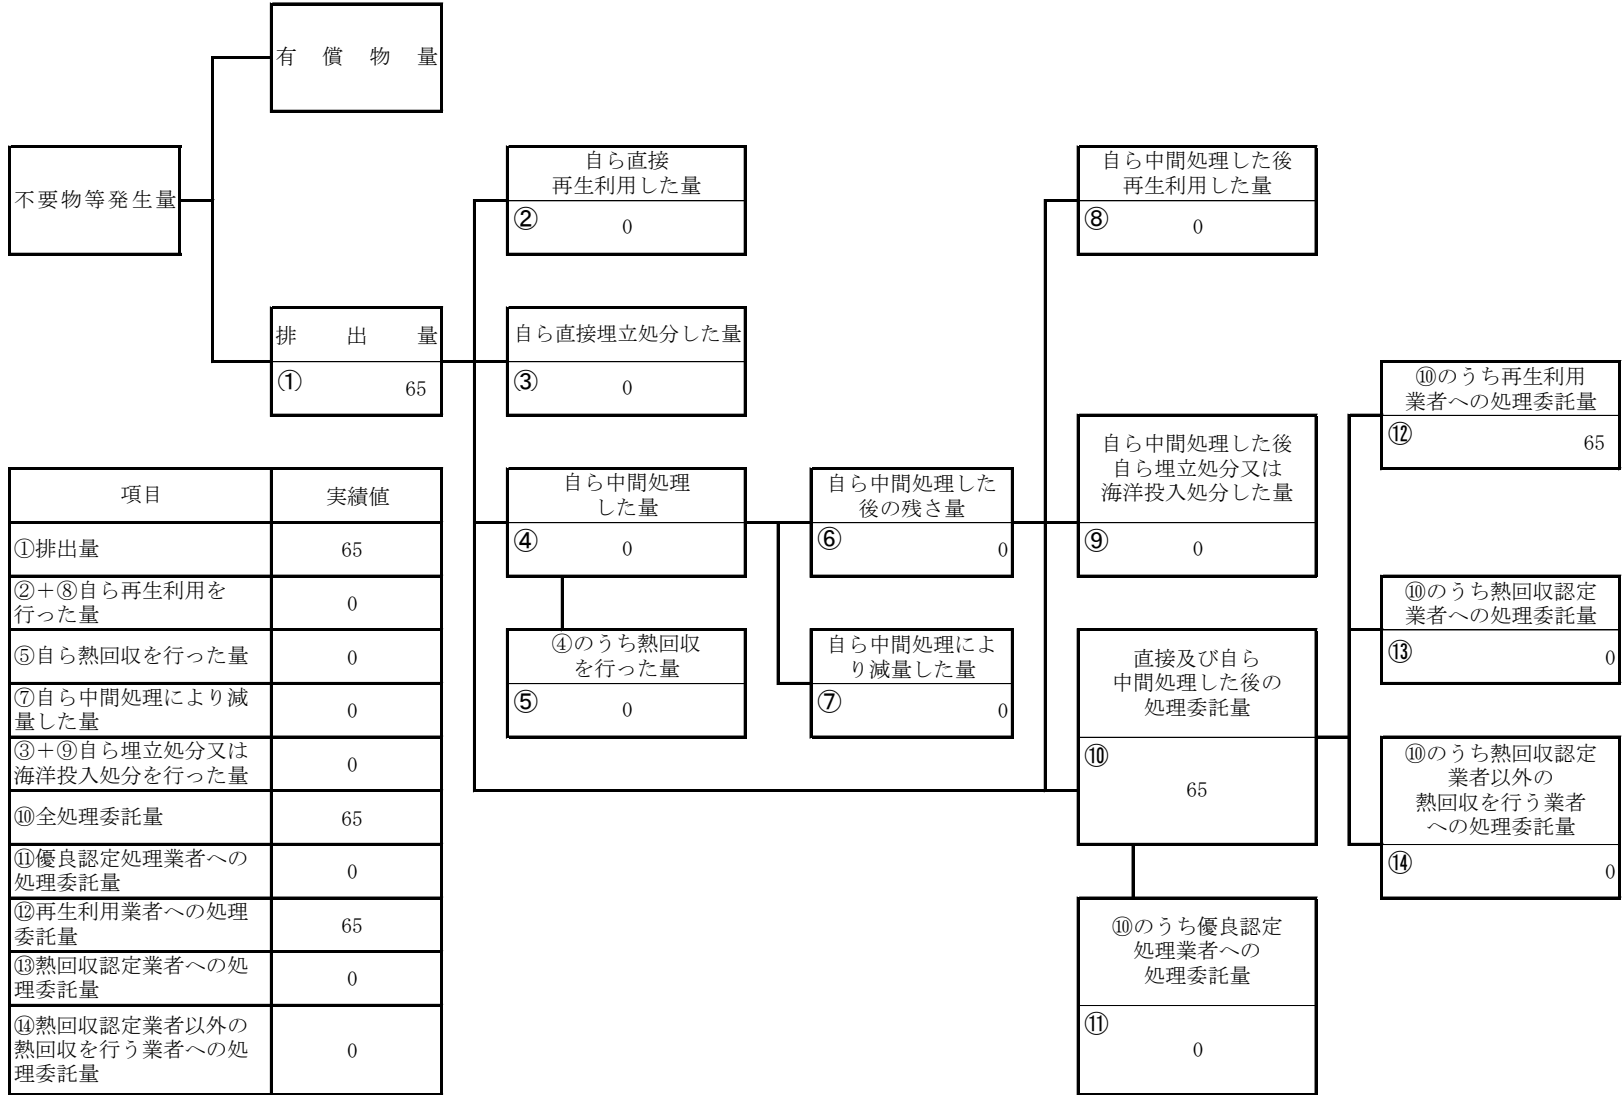 有償物量
不要物等発生量
排出量
① 65
自ら直接
再生利用した量
② 0
自ら直接埋立処分した量
③ 0
自ら中間処理
した量
④ 0
④のうち熱回収
を行った量
⑤ 0
自ら中間処理した
後の残さ量
⑥ 0
自ら中間処理によ
り減量した量
⑦ 0
自ら中間処理した後
再生利用した量
⑧ 0
自ら中間処理した後
自ら埋立処分又は
海洋投入処分した量
⑨ 0
直接及び自ら
中間処理した後の
処理委託量
⑩
65
⑩のうち優良認定
処理業者への
処理委託量
⑪
0
⑩のうち再生利用
業者への処理委託量
⑫ 65
⑩のうち熱回収認定
業者への処理委託量
⑬ 0
⑩のうち熱回収認定
業者以外の
熱回収を行う業者
への処理委託量
⑭ 0
項目 実績値
①排出量 65
②+⑧自ら再生利用を
行った量 0
⑤自ら熱回収を行った量 0
⑦自ら中間処理により減
量した量 0
③+⑨自ら埋立処分又は
海洋投入処分を行った量 0
⑩全処理委託量 65
⑪優良認定処理業者への
処理委託量 0
⑫再生利用業者への処理
委託量 65
⑬熱回収認定業者への処
理委託量 0
⑭熱回収認定業者以外の
熱回収を行う業者への処 0
理委託量